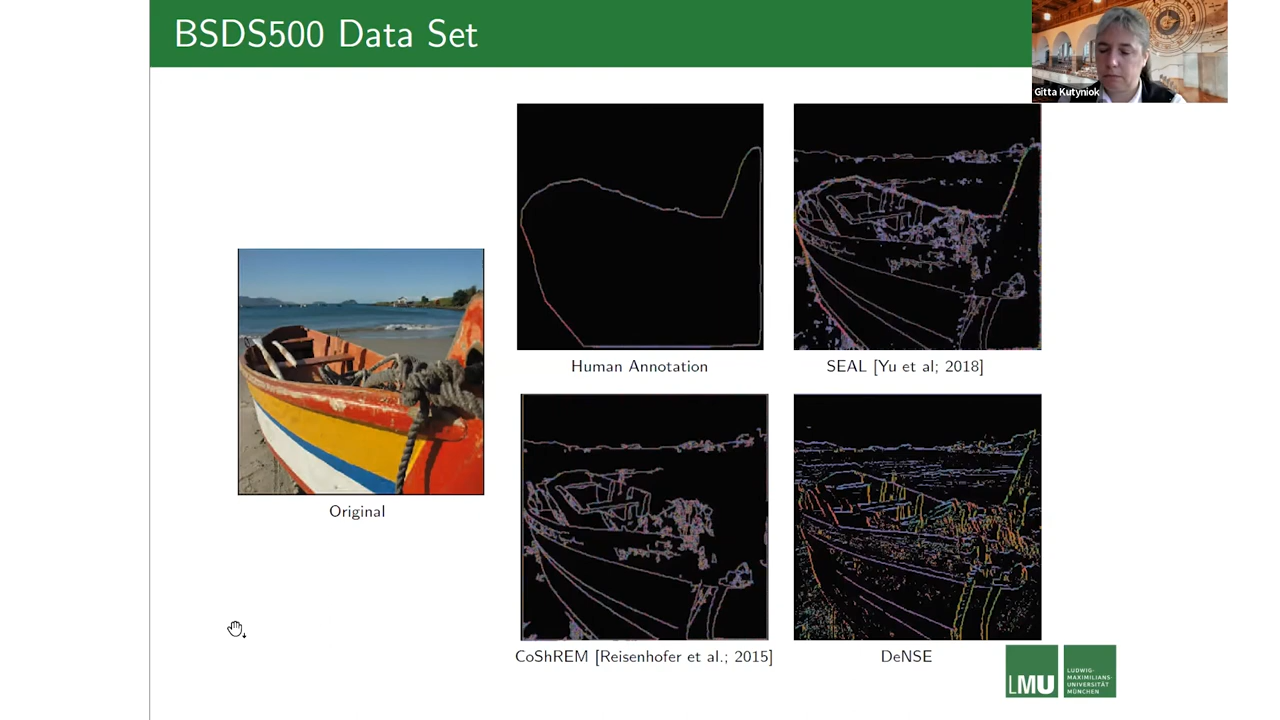 BSDS500 Data Set
Gitta Kutyniok
Human Annotation
SEAL [Yu et al; 2018]
Original
CoShREM [Reisenhofer et al.; 2015]
DeNSE
LMU
LUDWIG-
MAXIMILIANS-
UNIVERSITÄT
MÜNCHEN